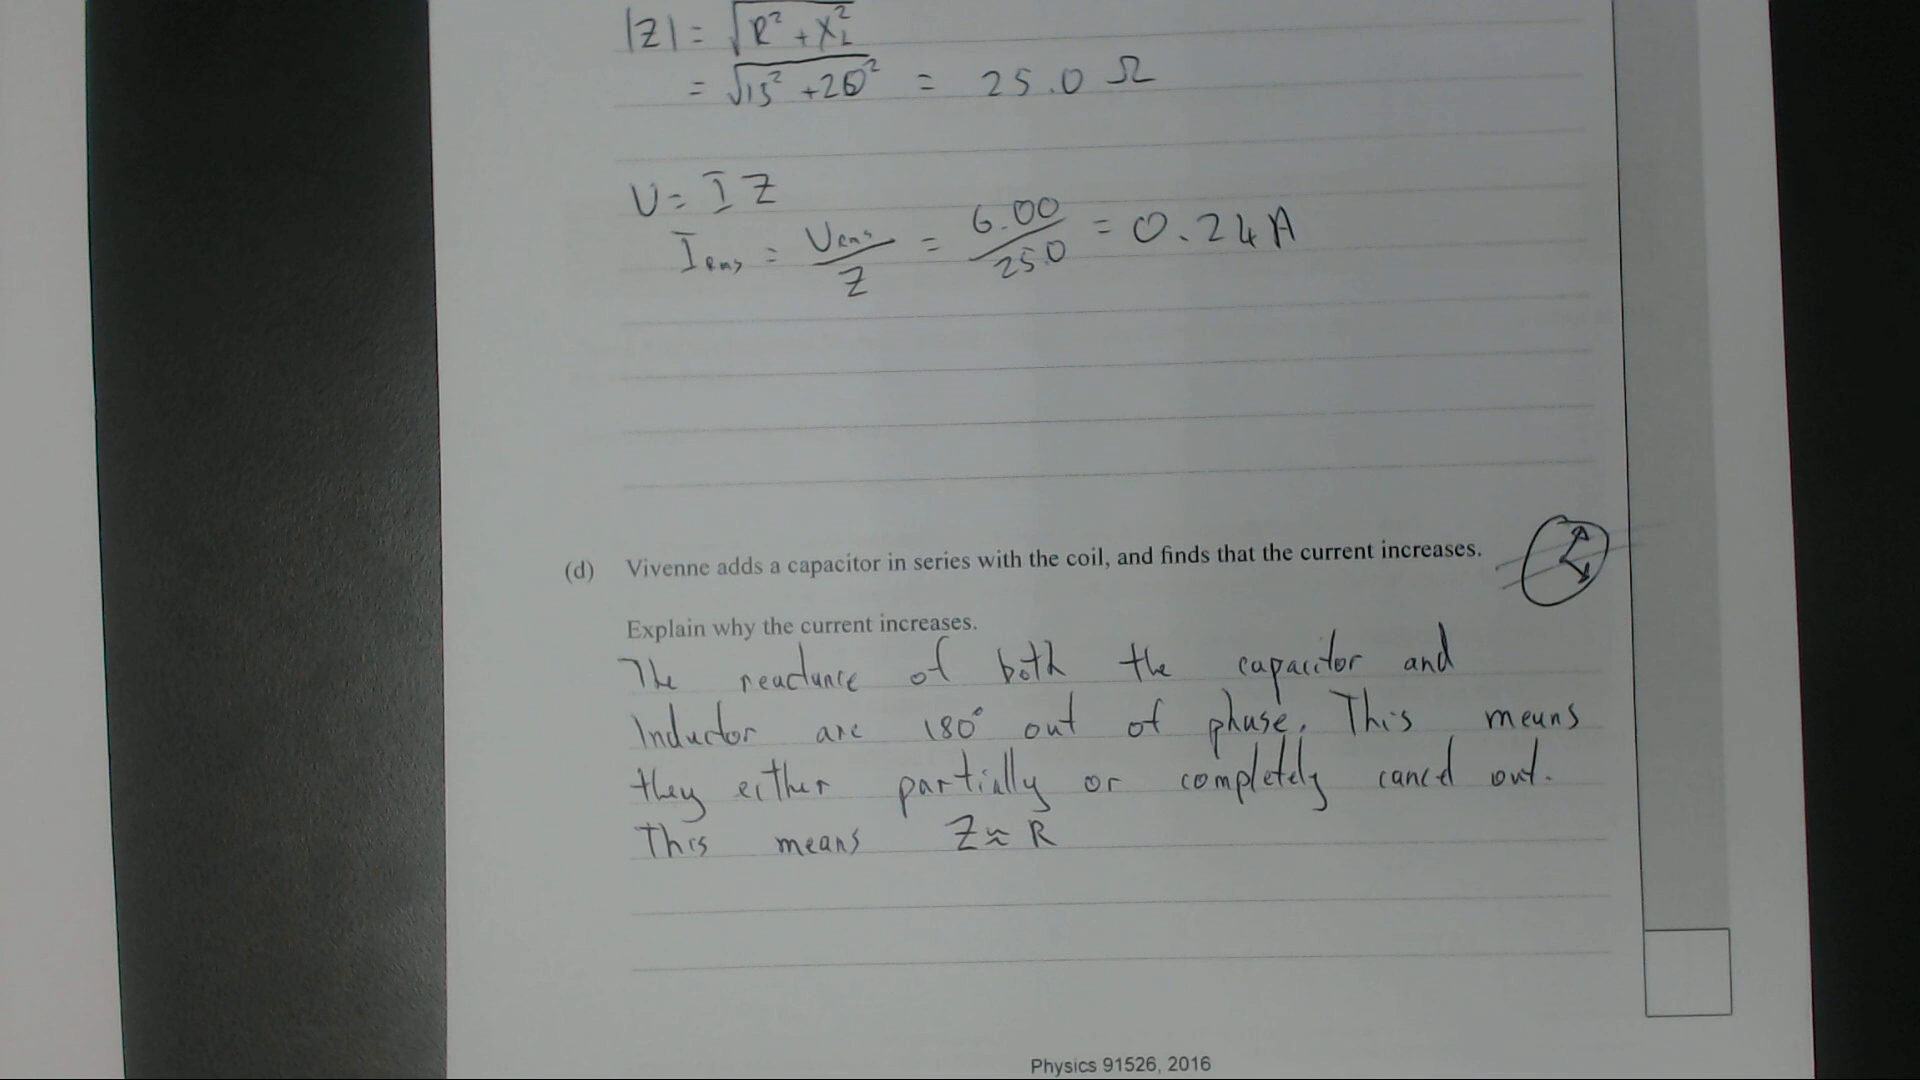 |Z| = √R² + X_L²
= √15² + 20² = 25.0 Ω
V = I Z
I_rms = V_rms / Z = 6.00 / 25.0 = 0.24 A
(d) Vivenne adds a capacitor in series with the coil, and finds that the current increases.
Explain why the current increases.
The reactance of both the capacitor and
Inductor are 180° out of phase. This means
they either partially or completely cancel out.
This means Z ≈ R
Physics 91526, 2016